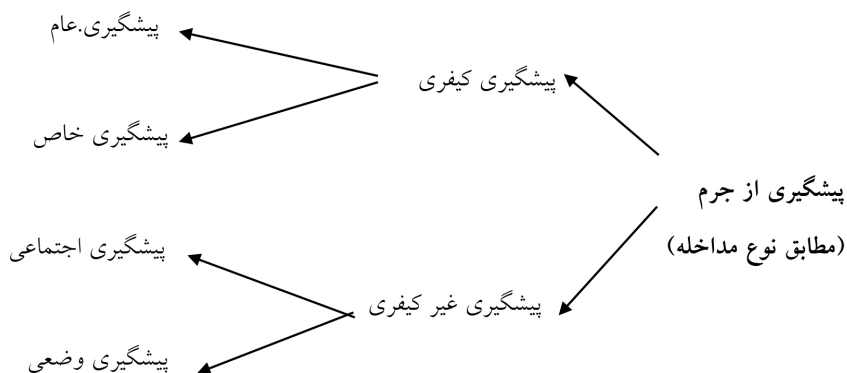 پیشگیری از جرم
(مطابق نوع مداخله)
پیشگیری کیفری
پیشگیری.عام
پیشگیری خاص
پیشگیری غیر کیفری
پیشگیری اجتماعی
پیشگیری وضعی